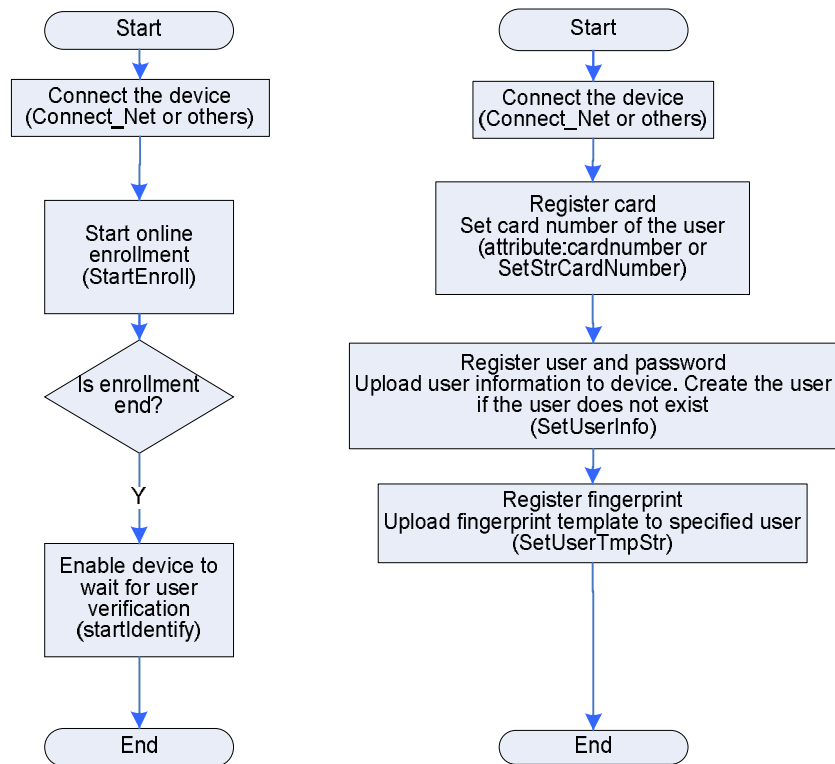 Start
Connect the device
(Connect_Net or others)
Start online
enrollment
(StartEnroll)
Is enrollment
end?
Y
Enable device to
wait for user
verification
(startIdentify)
End
Start
Connect the device
(Connect_Net or others)
Register card
Set card number of the user
(attribute:cardnumber or
SetStrCardNumber)
Register user and password
Upload user information to device. Create the user
if the user does not exist
(SetUserInfo)
Register fingerprint
Upload fingerprint template to specified user
(SetUserTmpStr)
End